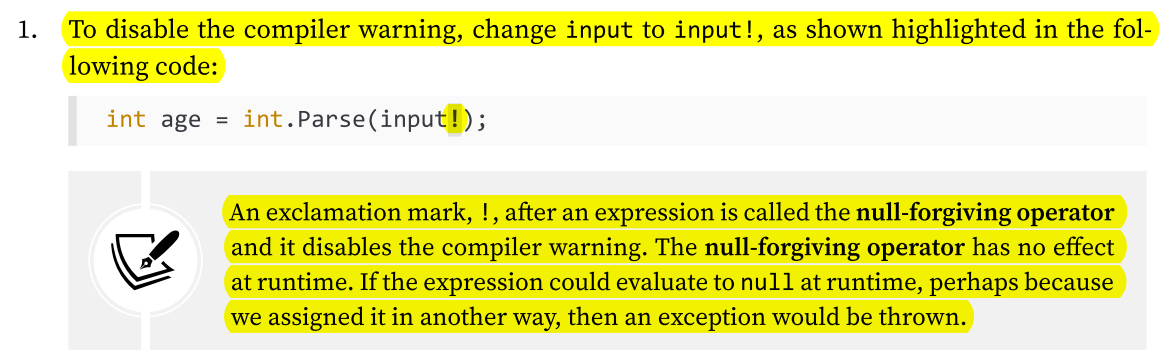 1. To disable the compiler warning, change input to input!, as shown highlighted in the fol-
lowing code:
int age = int.Parse(input!);
An exclamation mark, !, after an expression is called the null-forgiving operator
and it disables the compiler warning. The null-forgiving operator has no effect
at runtime. If the expression could evaluate to null at runtime, perhaps because
we assigned it in another way, then an exception would be thrown.